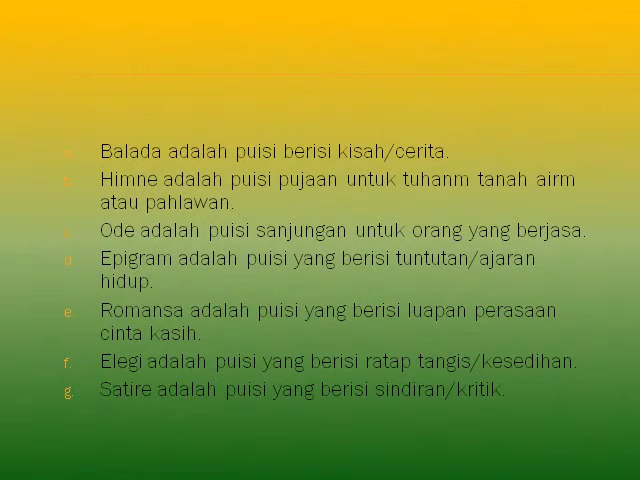 a. Balada adalah puisi berisi kisah/cerita.
b. Himne adalah puisi pujaan untuk tuhanm tanah airm
atau pahlawan.
c. Ode adalah puisi sanjungan untuk orang yang berjasa.
d. Epigram adalah puisi yang berisi tuntutan/ajaran
hidup.
e. Romansa adalah puisi yang berisi luapan perasaan
cinta kasih.
f. Elegi adalah puisi yang berisi ratap tangis/kesedihan.
g. Satire adalah puisi yang berisi sindiran/kritik.